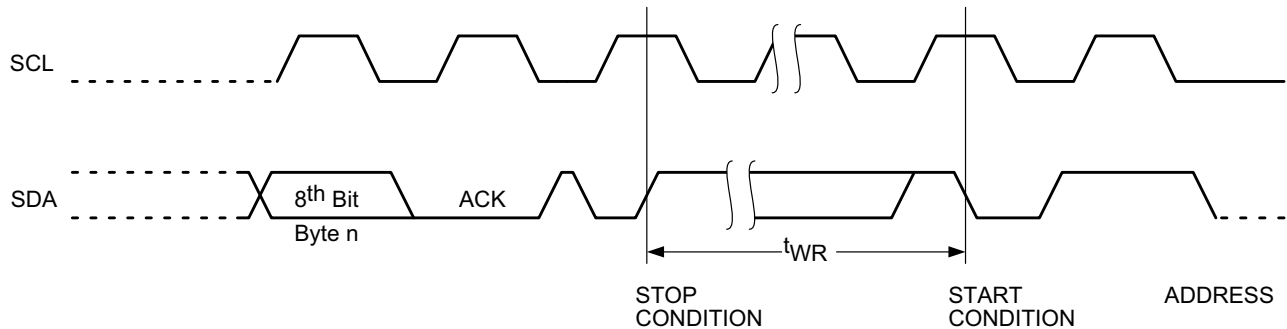 SCL
SDA
8th Bit
Byte n
ACK
tWR
STOP
CONDITION
START
CONDITION
ADDRESS